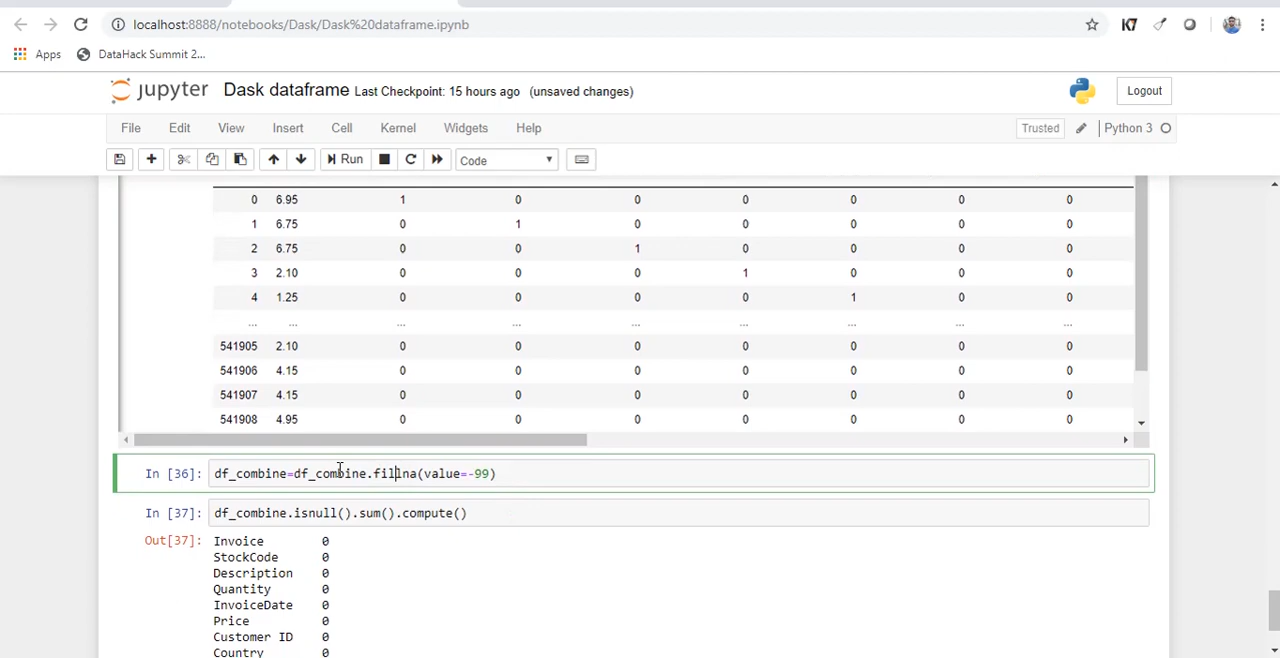 localhost:8888/notebooks/Dask/Dask%20dataframe.ipynb
K7
Apps DataHack Summit 2...
jupyter Dask dataframe Last Checkpoint: 15 hours ago (unsaved changes) Logout
File Edit View Insert Cell Kernel Widgets Help Trusted Python 3
Run Code
0 6.95 1 0 0 0 0 0 0
1 6.75 0 1 0 0 0 0 0
2 6.75 0 0 1 0 0 0 0
3 2.10 0 0 0 1 0 0 0
4 1.25 0 0 0 0 1 0 0
... ... ... ... ... ... ... ... ...
541905 2.10 0 0 0 0 0 0 0
541906 4.15 0 0 0 0 0 0 0
541907 4.15 0 0 0 0 0 0 0
541908 4.95 0 0 0 0 0 0 0
In [36]: df_combine=df_combine.fillna(value=-99)
In [37]: df_combine.isnull().sum().compute()
Out[37]: Invoice 0
StockCode 0
Description 0
Quantity 0
InvoiceDate 0
Price 0
Customer ID 0
Country 0